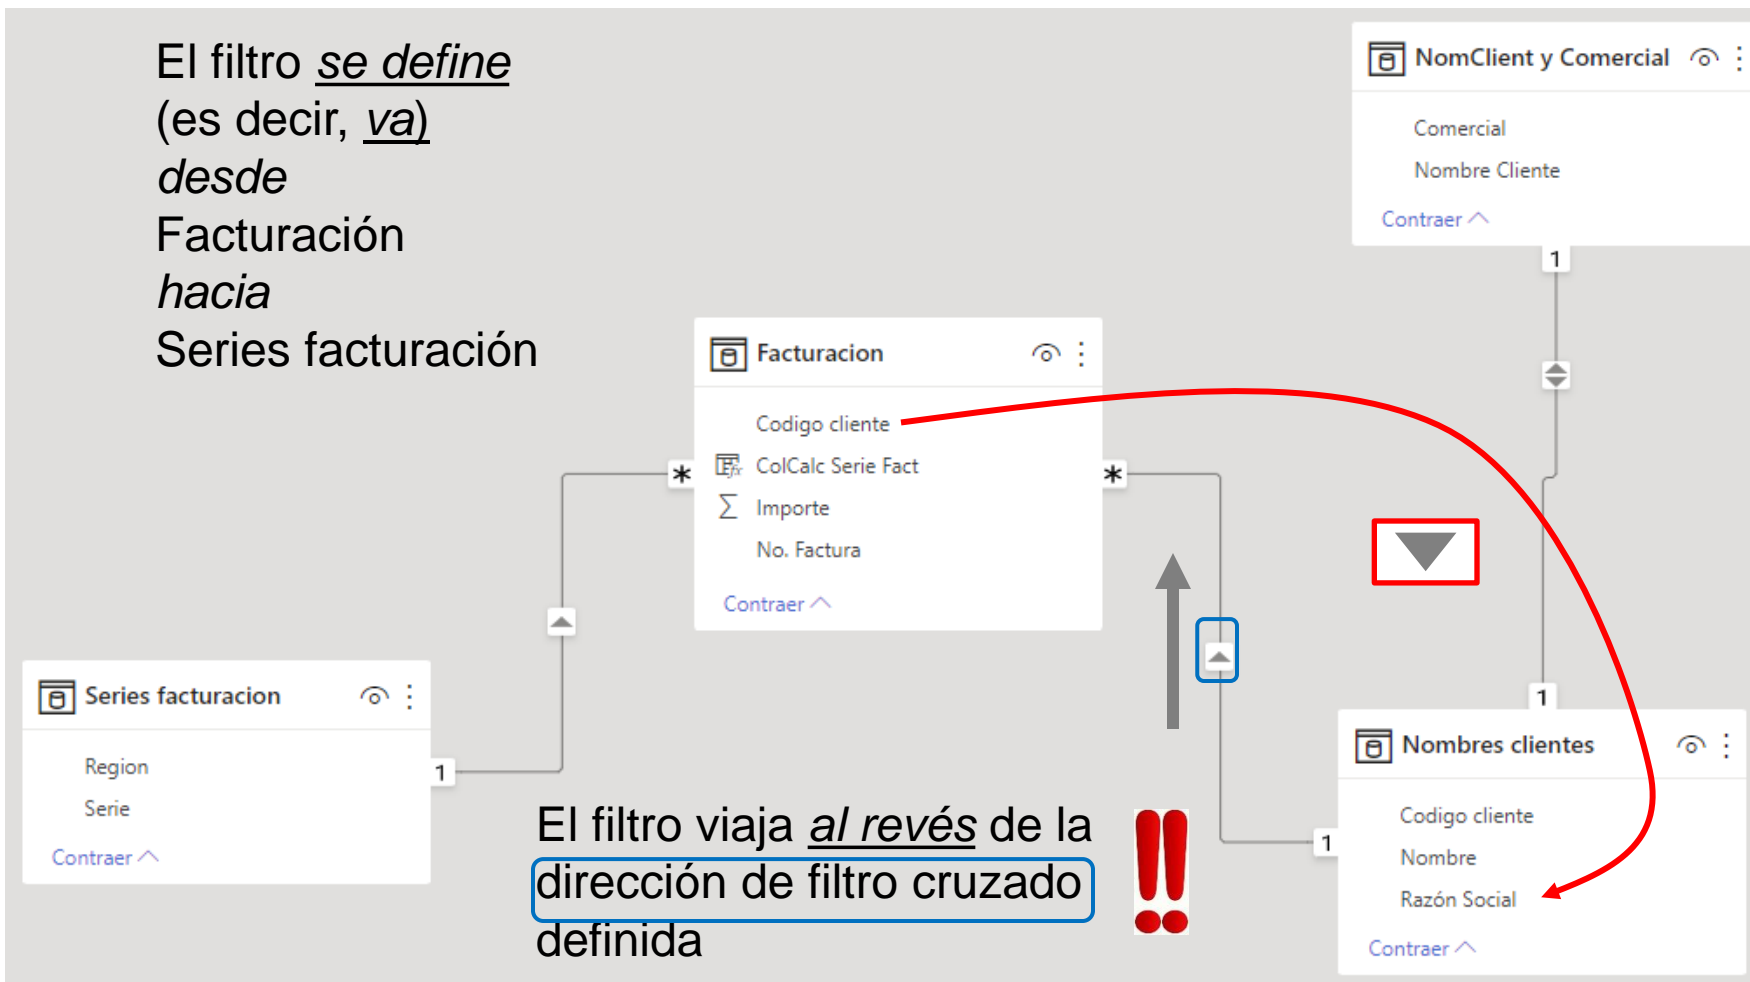 El filtro se define
(es decir, va)
desde
Facturación
hacia
Series facturación
NomClient y Comercial
Comercial
Nombre Cliente
Contraer
1
Facturacion
Codigo cliente
ColCalc Serie Fact
Importe
No. Factura
Contraer
*
*
Series facturacion
Region
Serie
Contraer
1
1
Nombres clientes
Codigo cliente
Nombre
Razón Social
Contraer
1
El filtro viaja al revés de la
dirección de filtro cruzado
definida